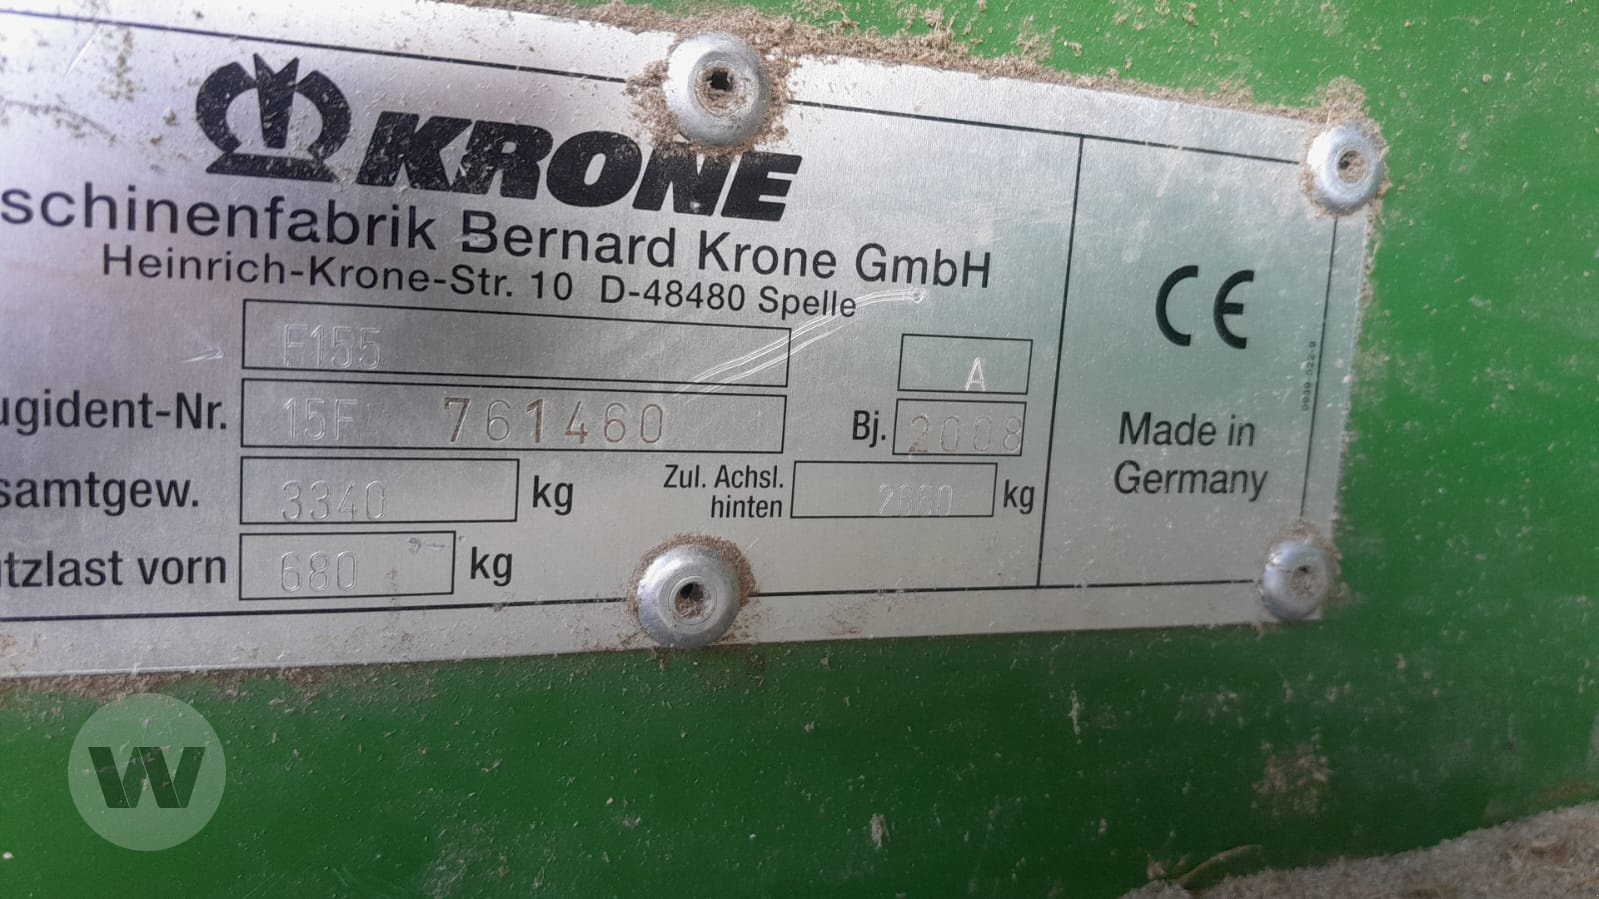 KRONE
schinenfabrik Bernard Krone GmbH
Heinrich-Krone-Str. 10 D-48480 Spelle
F155
A
ugident-Nr. 15F 761460 Bj. 2008
samtgew. 3340 kg Zul. Achsl. hinten 2660 kg
tzlast vorn 680 kg
CE
Made in
Germany
W